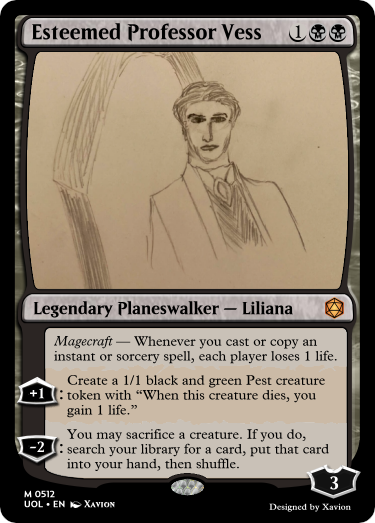 Esteemed Professor Vess 1
Legendary Planeswalker — Liliana
Magecraft — Whenever you cast or copy an
instant or sorcery spell, each player loses 1 life.
+1: Create a 1/1 black and green Pest creature
token with “When this creature dies, you
gain 1 life.”
-2: You may sacrifice a creature. If you do,
search your library for a card, put that card
into your hand, then shuffle.
3
M 0512
UOL • EN XAVION
Designed by Xavion